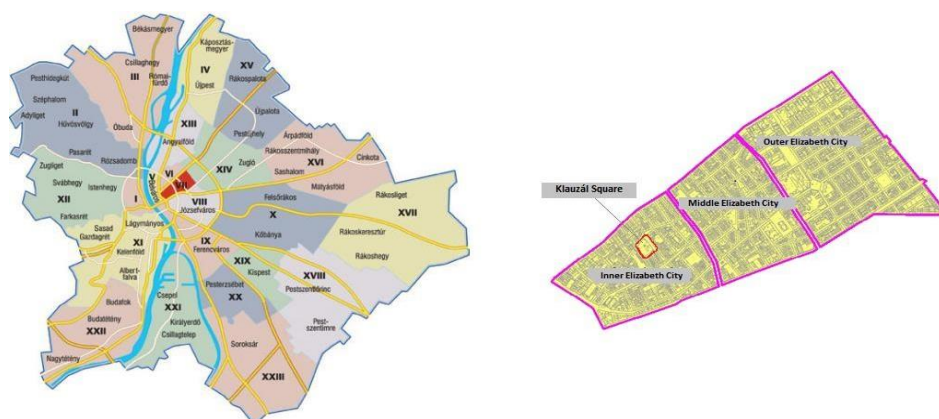 Békásmegyer
Káposztás-
megyer
IV
XV
Csillaghegy
III
Római-
fürdő
Újpest
Rákospalota
Pesthidegkút
Széphalom
Adyliget
II
Hűvösvölgy
Óbuda
XIII
Angyalföld
Újpalota
Pestújhely
Árpádföld
Rákosszentmihály
Cinkota
XVI
Sashalom
Mátyásföld
Pasarét
Rózsadomb
Zugliget
Svábhegy
Istenhegy
XII
Farkasrét
I
V
Belváros
VI
VII
XIV
Zugló
VIII
Józsefváros
Felsőrákos
X
Kőbánya
Rákosliget
XVII
Rákoskeresztúr
Rákoshegy
Sasad
Gazdagrét
Lágymányos
XI
Kelenföld
Albert-
falva
IX
Ferencváros
XIX
Kispest
Pesterzsébet
XX
XVIII
Pestszentlőrinc
Pest-
szentimre
Budafok
Budatétény
XXII
Nagytétény
Csepel
XXI
Királyerdő
Csillagtelep
Soroksár
XXIII
Outer Elizabeth City
Klauzál Square
Middle Elizabeth City
Inner Elizabeth City